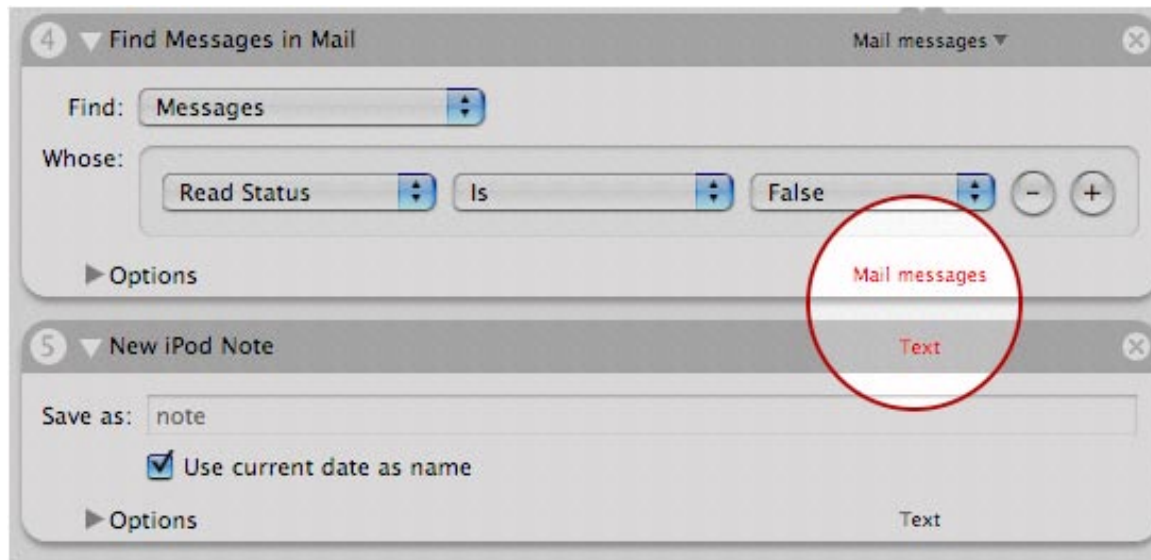 4 Find Messages in Mail Mail messages
Find: Messages
Whose:
Read Status Is False - +
Options Mail messages
5 New iPod Note Text
Save as: note
Use current date as name
Options Text